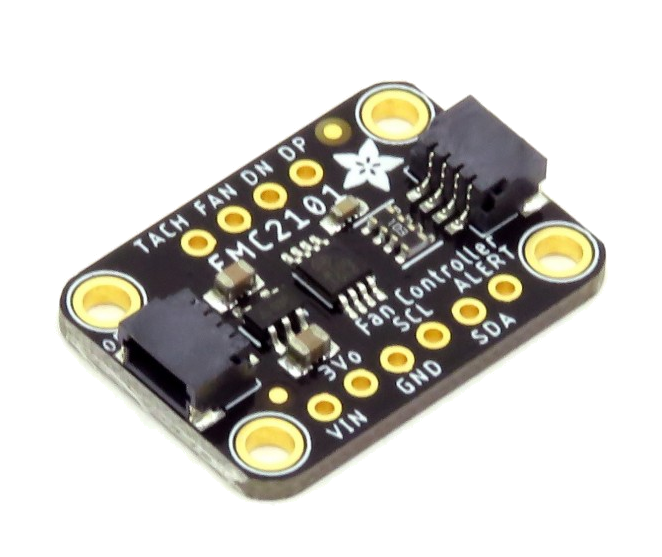 TACH FAN DN DP
EMC2101
Fan Controller
VIN
3Vo
GND
SCL
SDA
ALERT